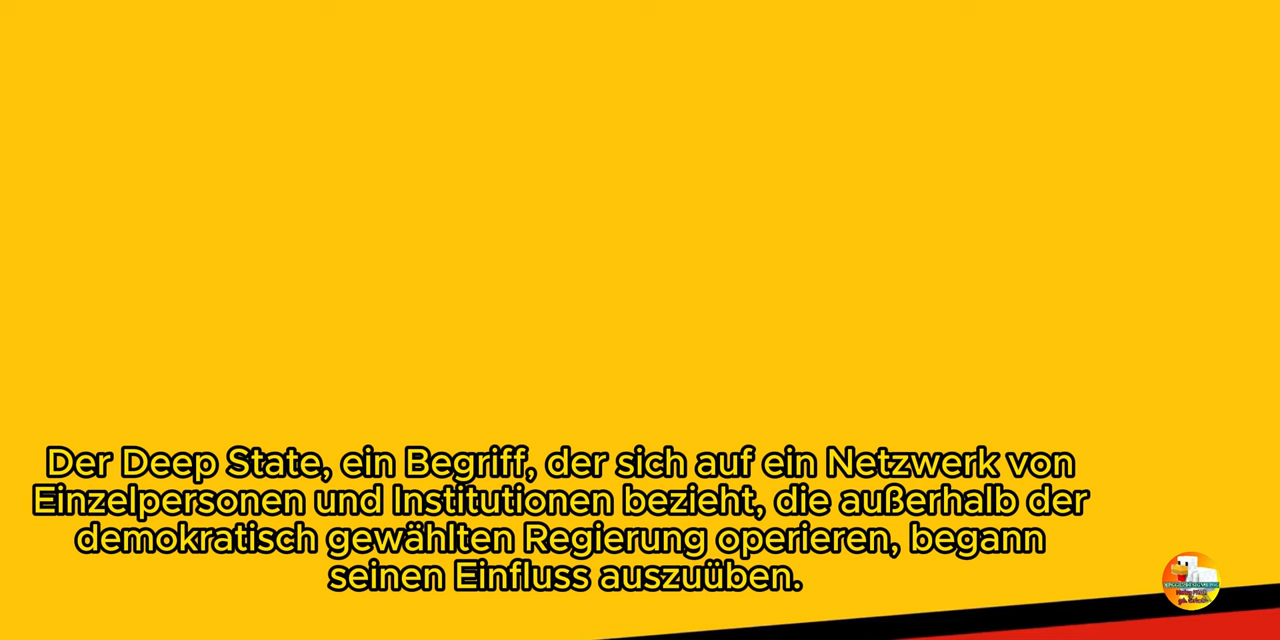 Der Deep State, ein Begriff, der sich auf ein Netzwerk von
Einzelpersonen und Institutionen bezieht, die außerhalb der
demokratisch gewählten Regierung operieren, begann
seinen Einfluss auszuüben.